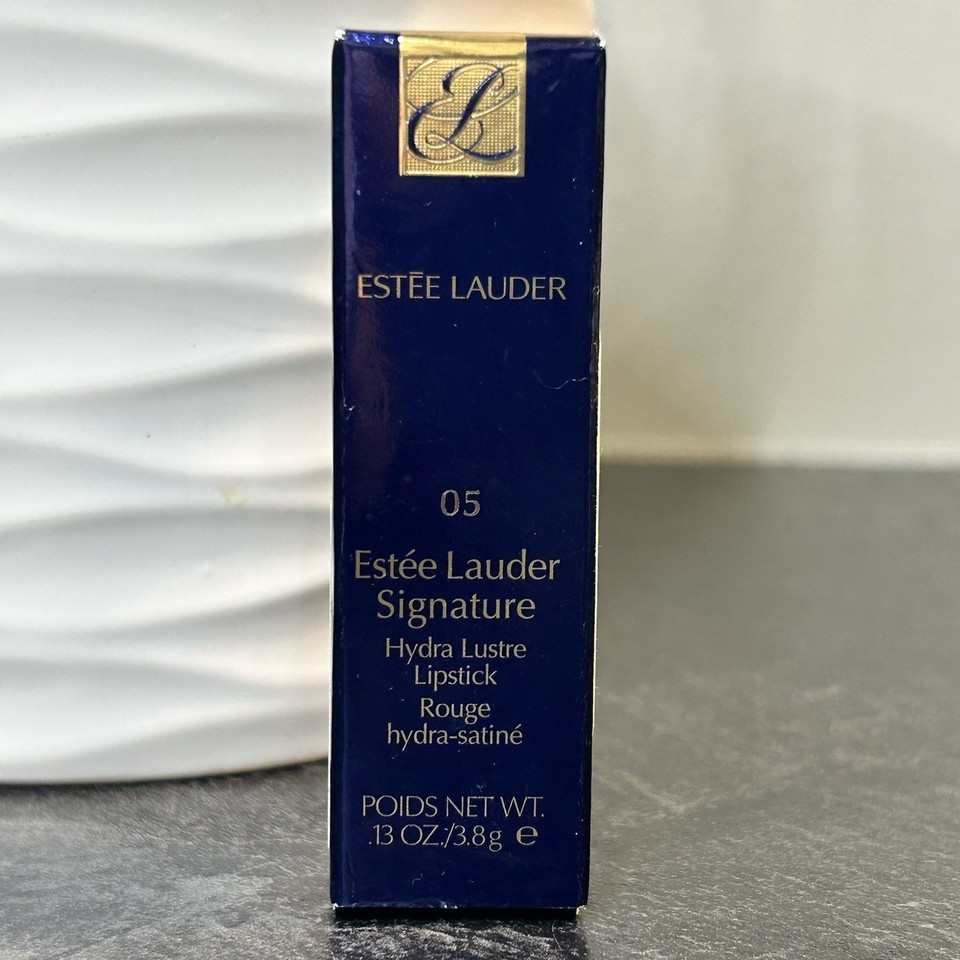 EL
ESTĒE LAUDER
05
Estée Lauder
Signature
Hydra Lustre
Lipstick
Rouge
hydra-satiné
POIDS NET WT.
.13 OZ./3.8g ℮